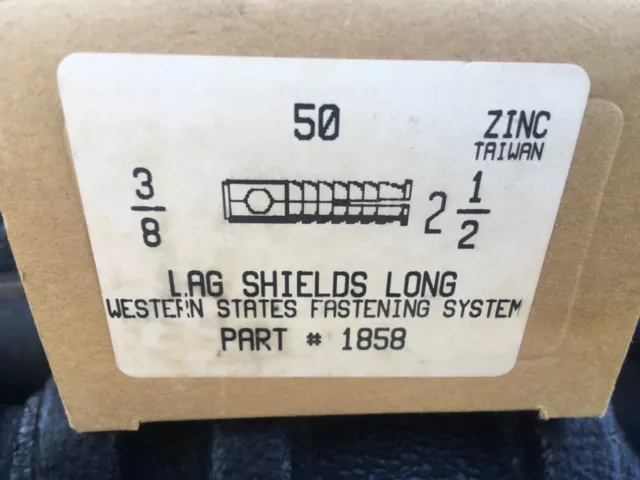 50
ZINC
TAIWAN
3/8
2 1/2
LAG SHIELDS LONG
WESTERN STATES FASTENING SYSTEM
PART # 1858